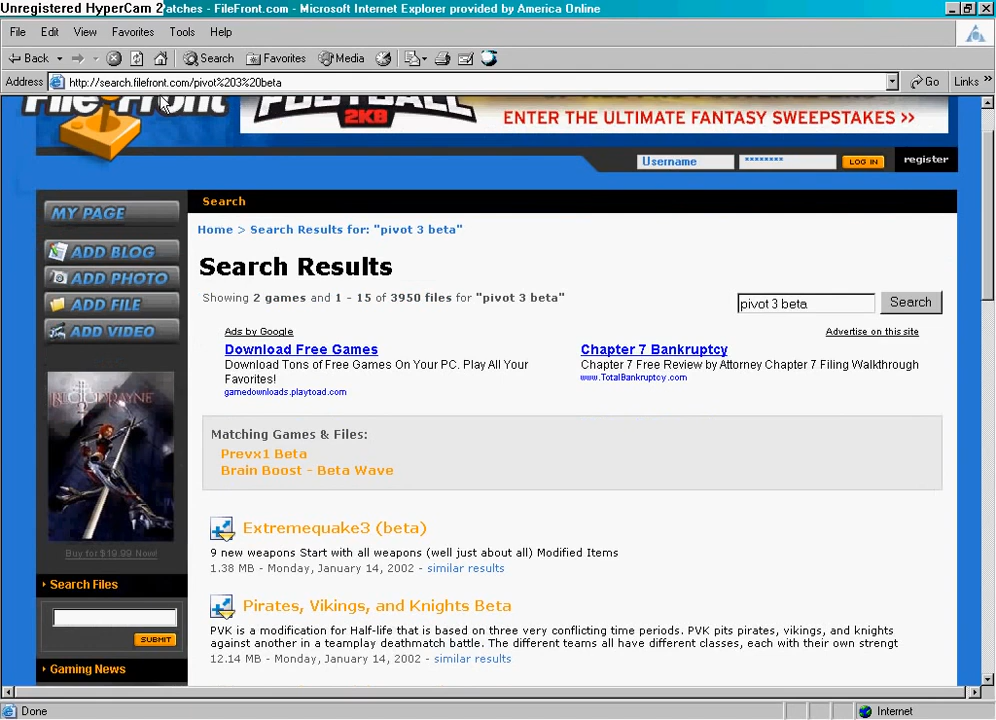 Unregistered HyperCam 2
atches - FileFront.com - Microsoft Internet Explorer provided by America Online
File Edit View Favorites Tools Help
Back Search Favorites Media
Address http://search.filefront.com/pivot%203%20beta Go Links »
FileFront
FOOTBALL
2K8
ENTER THE ULTIMATE FANTASY SWEEPSTAKES >>
Username ******** LOG IN register
MY PAGE
ADD BLOG
ADD PHOTO
ADD FILE
ADD VIDEO
BLOODRAYNE
2
Buy for $19.99 Now!
Search Files
SUBMIT
Gaming News
Search
Home > Search Results for: "pivot 3 beta"
Search Results
Showing 2 games and 1 - 15 of 3950 files for "pivot 3 beta"
pivot 3 beta Search
Ads by Google
Advertise on this site
Download Free Games
Download Tons of Free Games On Your PC. Play All Your
Favorites!
gamedownloads.playtoad.com
Chapter 7 Bankruptcy
Chapter 7 Free Review by Attorney Chapter 7 Filing Walkthrough
www.TotalBankruptcy.com
Matching Games & Files:
Prevx1 Beta
Brain Boost - Beta Wave
Extremequake3 (beta)
9 new weapons Start with all weapons (well just about all) Modified Items
1.38 MB - Monday, January 14, 2002 - similar results
Pirates, Vikings, and Knights Beta
PVK is a modification for Half-life that is based on three very conflicting time periods. PVK pits pirates, vikings, and knights
against another in a teamplay deathmatch battle. The different teams all have different classes, each with their own strengt
12.14 MB - Monday, January 14, 2002 - similar results
Done Internet